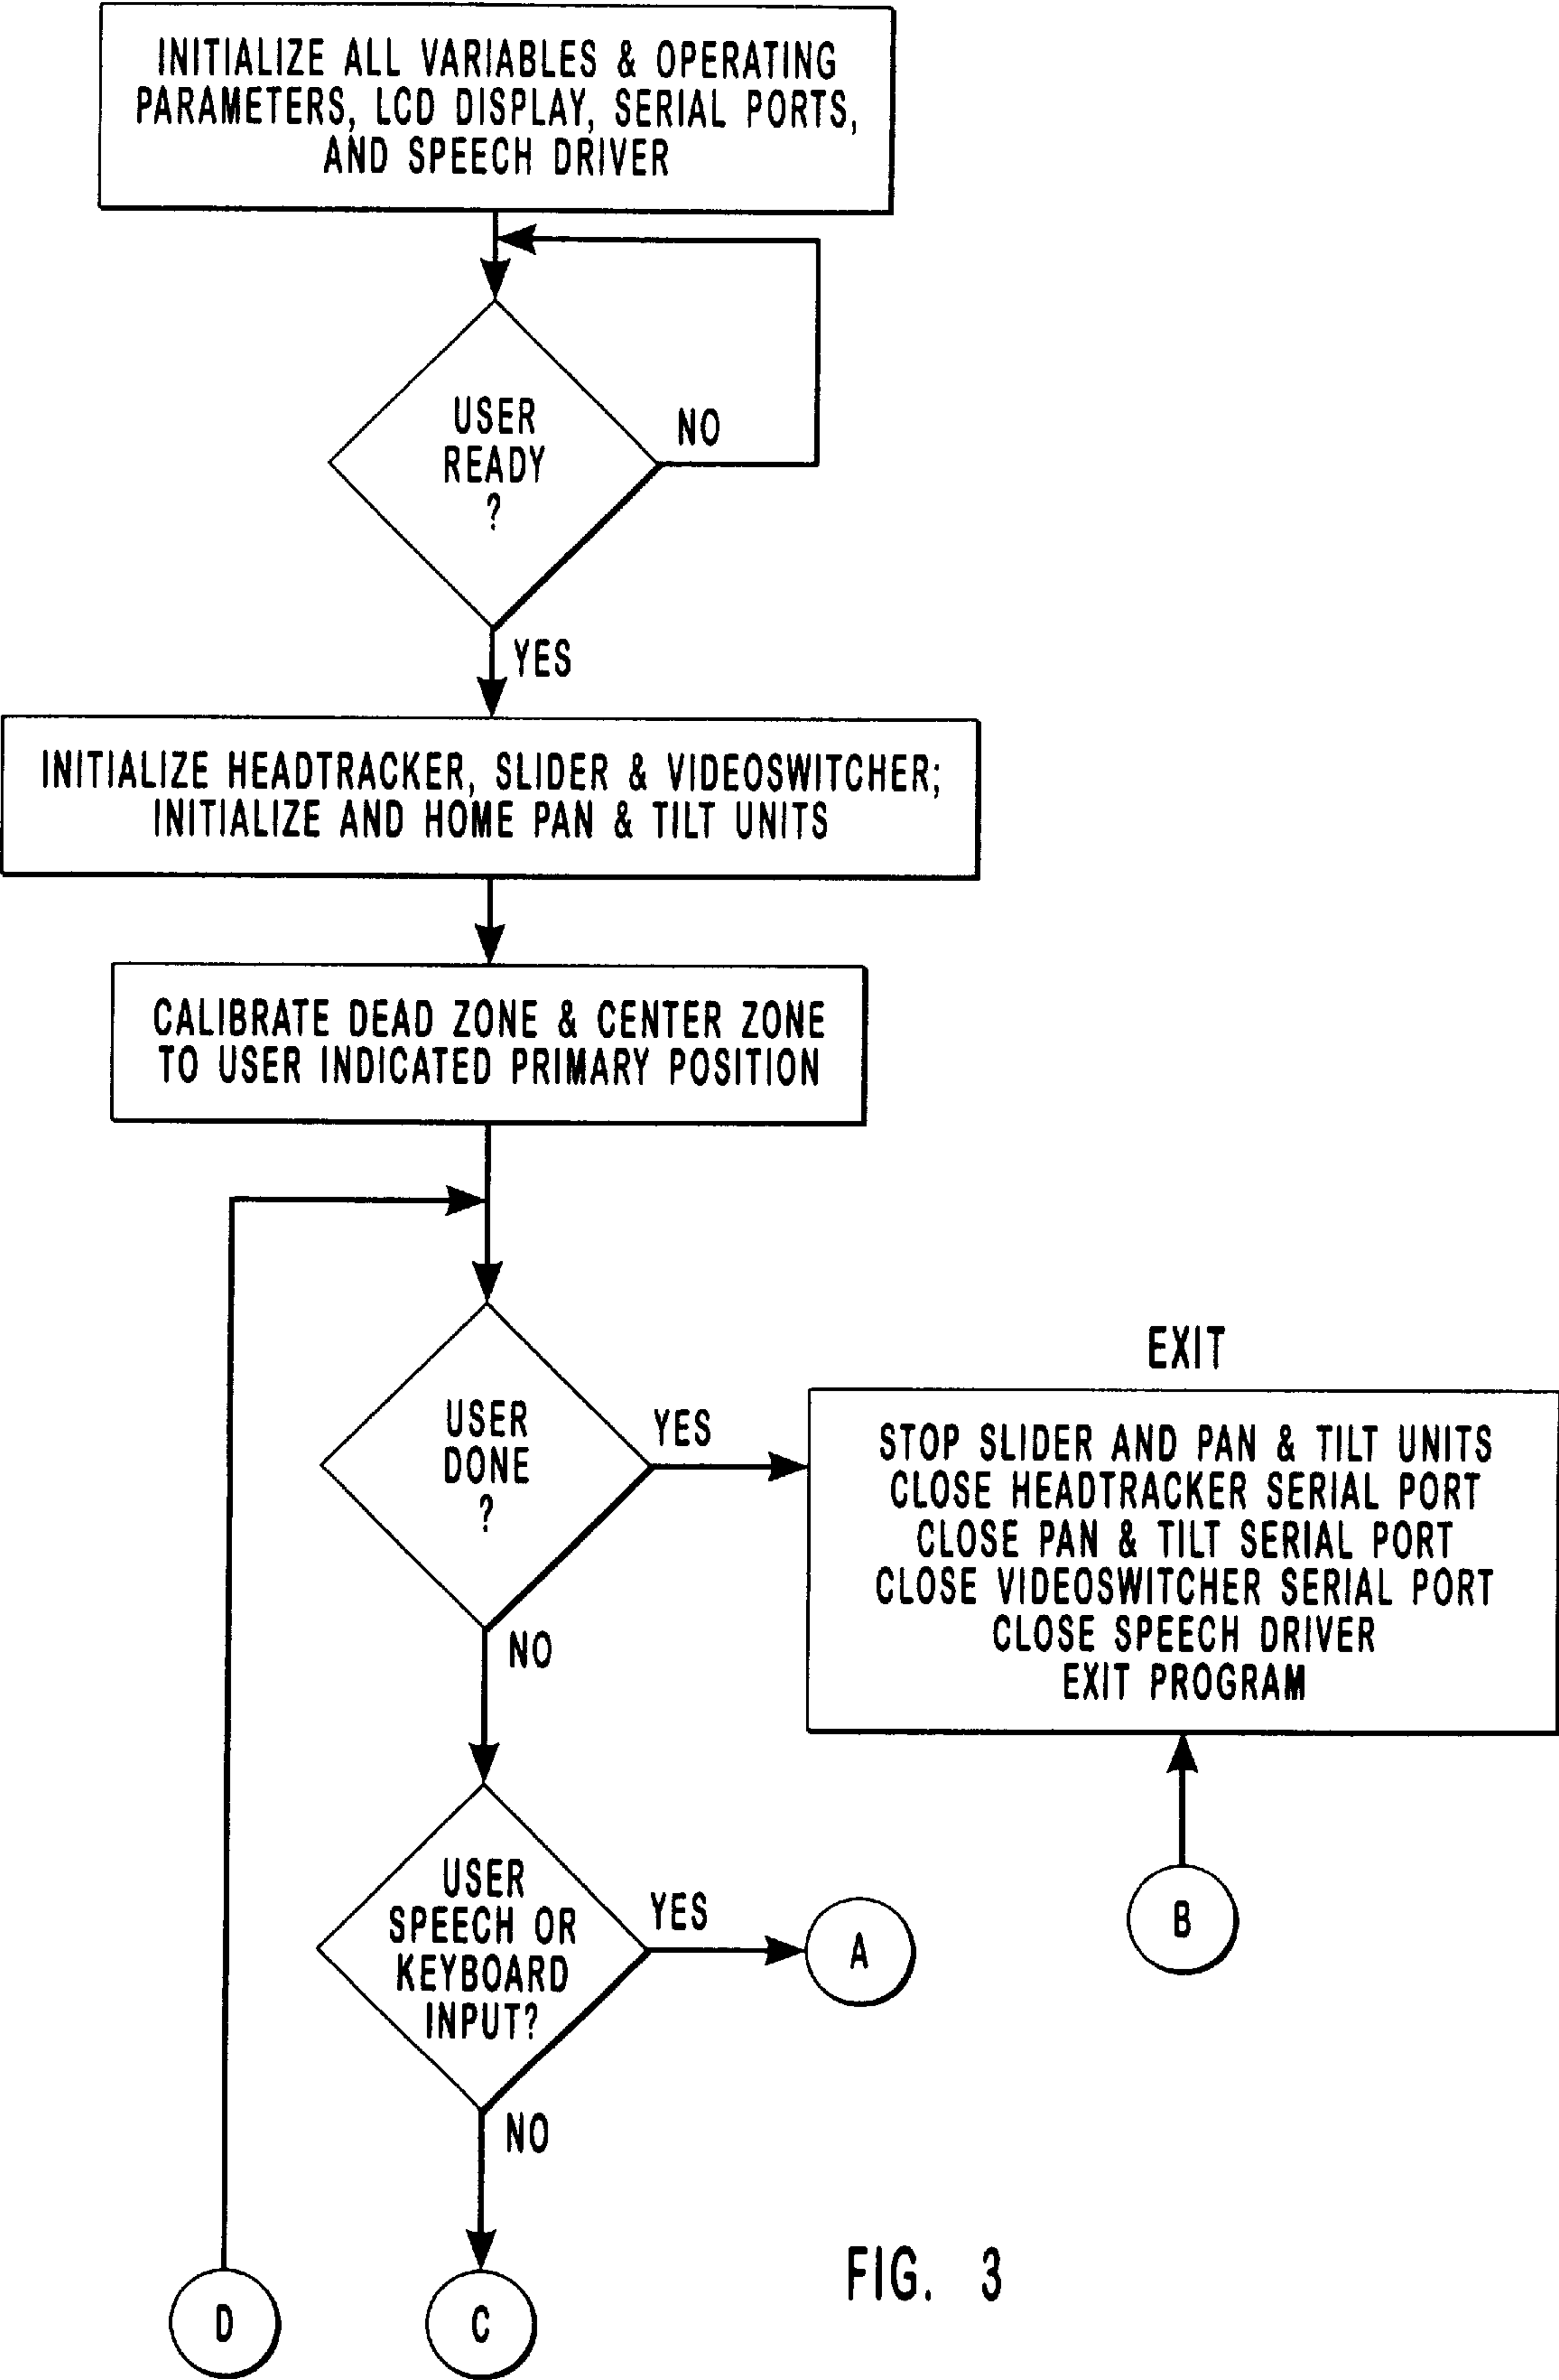 INITIALIZE ALL VARIABLES & OPERATING
PARAMETERS, LCD DISPLAY, SERIAL PORTS,
AND SPEECH DRIVER
USER
READY
?
NO
YES
INITIALIZE HEADTRACKER, SLIDER & VIDEOSWITCHER;
INITIALIZE AND HOME PAN & TILT UNITS
CALIBRATE DEAD ZONE & CENTER ZONE
TO USER INDICATED PRIMARY POSITION
USER
DONE
?
YES
NO
EXIT
STOP SLIDER AND PAN & TILT UNITS
CLOSE HEADTRACKER SERIAL PORT
CLOSE PAN & TILT SERIAL PORT
CLOSE VIDEOSWITCHER SERIAL PORT
CLOSE SPEECH DRIVER
EXIT PROGRAM
USER
SPEECH OR
KEYBOARD
INPUT?
YES
A
B
NO
D
C
FIG. 3